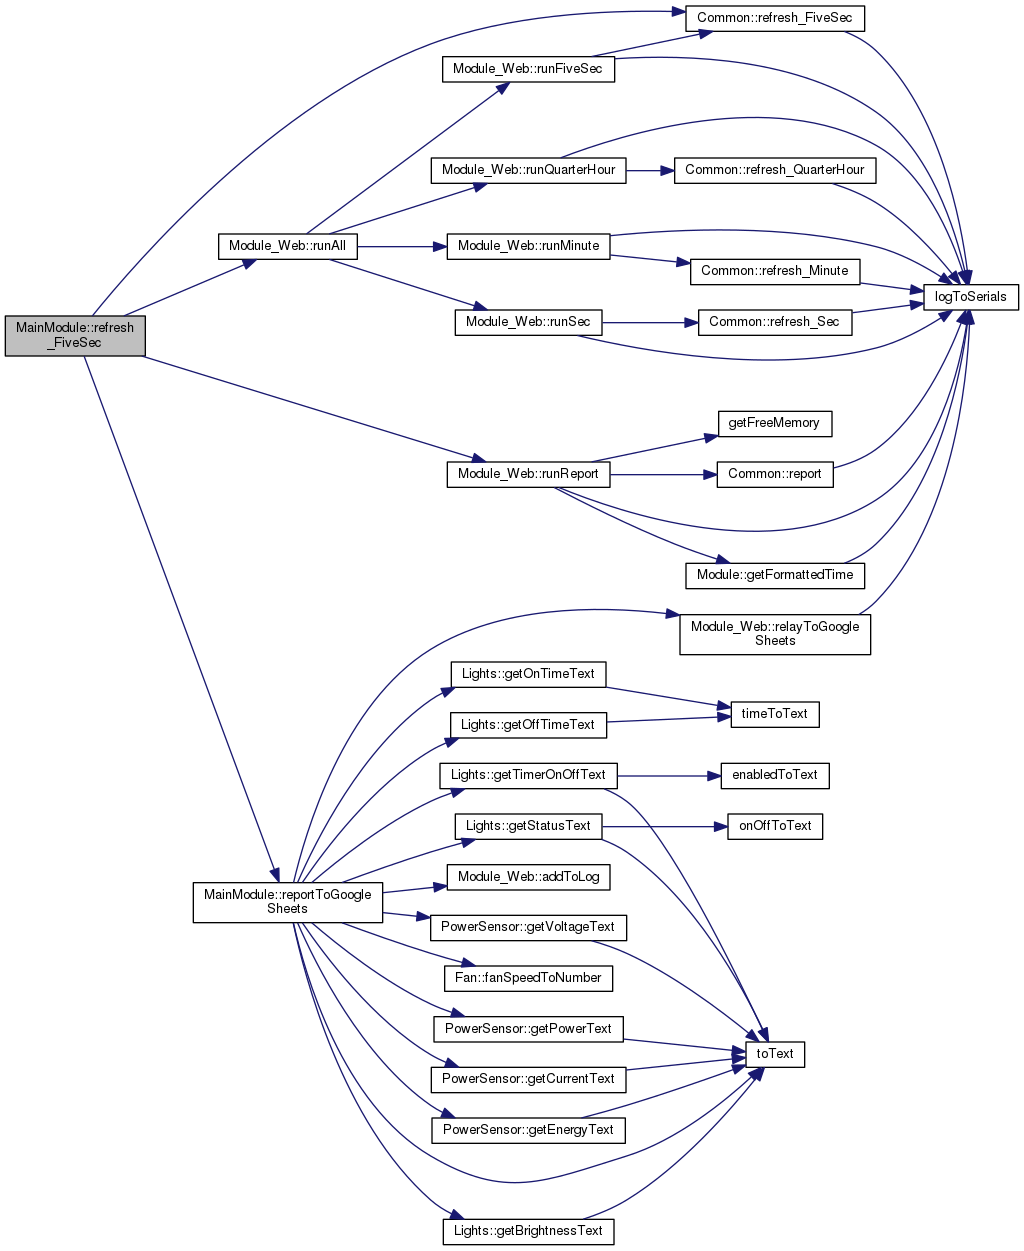 Common::refresh_FiveSec
Module_Web::runFiveSec
Module_Web::runQuarterHour
Common::refresh_QuarterHour
Module_Web::runAll
Module_Web::runMinute
Common::refresh_Minute
logToSerials
MainModule::refresh
_FiveSec
Module_Web::runSec
Common::refresh_Sec
getFreeMemory
Module_Web::runReport
Common::report
Module::getFormattedTime
Module_Web::relayToGoogle
Sheets
Lights::getOnTimeText
timeToText
Lights::getOffTimeText
Lights::getTimerOnOffText
enabledToText
Lights::getStatusText
onOffToText
Module_Web::addToLog
MainModule::reportToGoogle
Sheets
PowerSensor::getVoltageText
Fan::fanSpeedToNumber
PowerSensor::getPowerText
toText
PowerSensor::getCurrentText
PowerSensor::getEnergyText
Lights::getBrightnessText